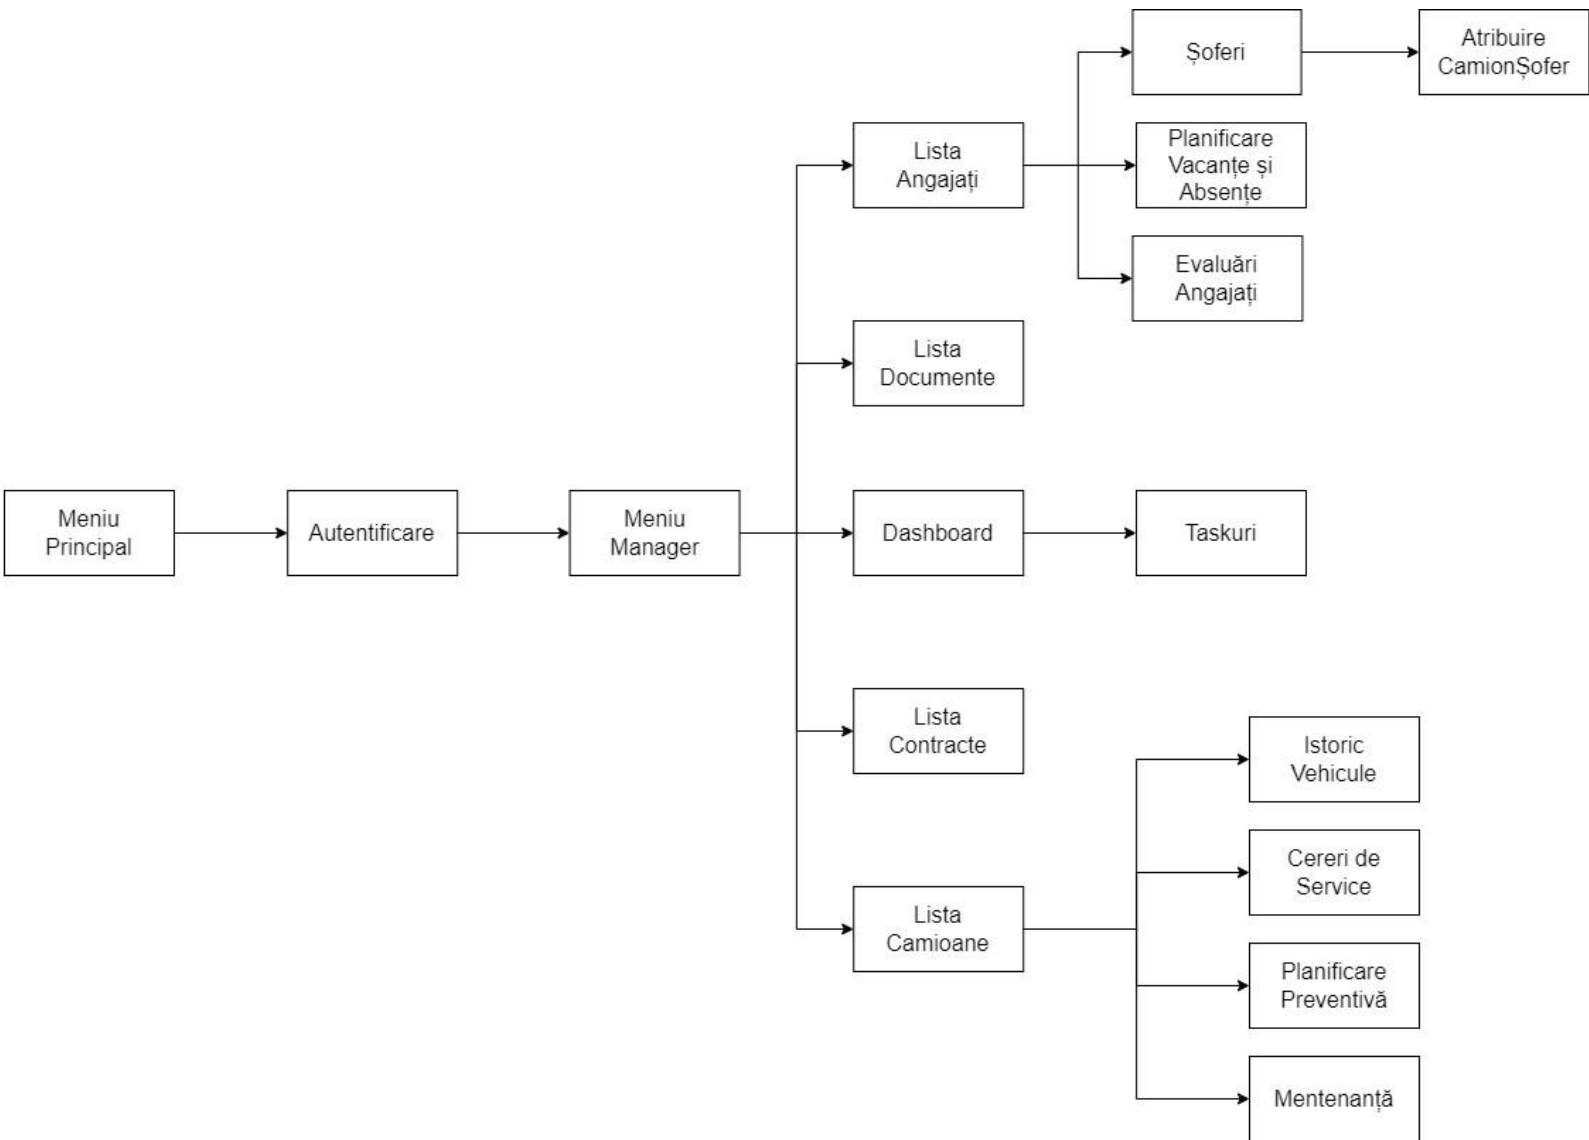 Șoferi
Atribuire
CamionȘofer
Lista
Angajați
Planificare
Vacanțe și
Absențe
Evaluări
Angajați
Lista
Documente
Meniu
Principal
Autentificare
Meniu
Manager
Dashboard
Taskuri
Lista
Contracte
Istoric
Vehicule
Cereri de
Service
Lista
Camioane
Planificare
Preventivă
Mentenanță